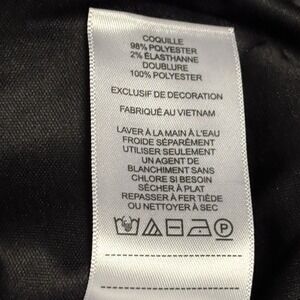 COQUILLE
98% POLYESTER
2% ÉLASTHANNE
DOUBLURE
100% POLYESTER
EXCLUSIF DE DECORATION
FABRIQUÉ AU VIETNAM
LAVER À LA MAIN À L'EAU
FROIDE SÉPARÉMENT
UTILISER SEULEMENT
UN AGENT DE
BLANCHIMENT SANS
CHLORE SI BESOIN
SÉCHER À PLAT
REPASSER À FER TIÈDE
OU NETTOYER À SEC
P